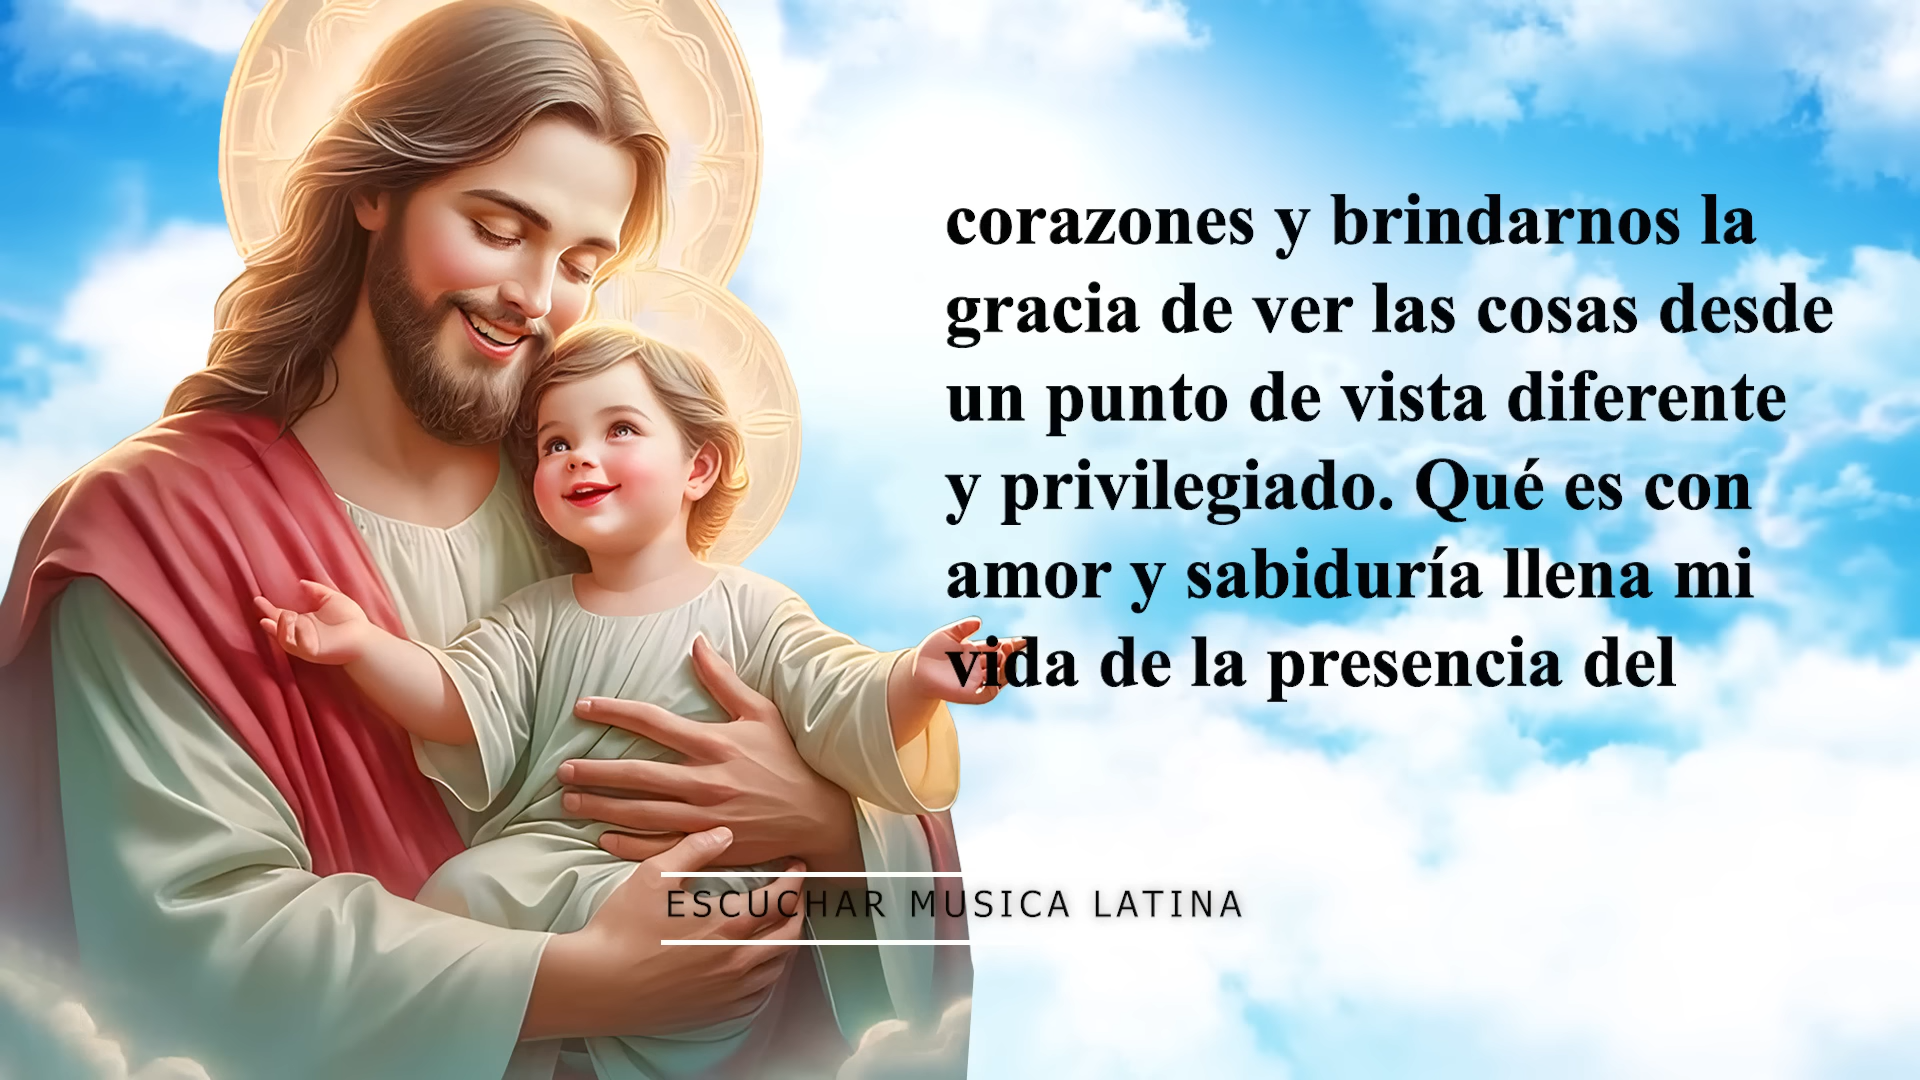 corazones y brindarnos la
gracia de ver las cosas desde
un punto de vista diferente
y privilegiado. Qué es con
amor y sabiduría llena mi
vida de la presencia del
ESCUCHAR MUSICA LATINA